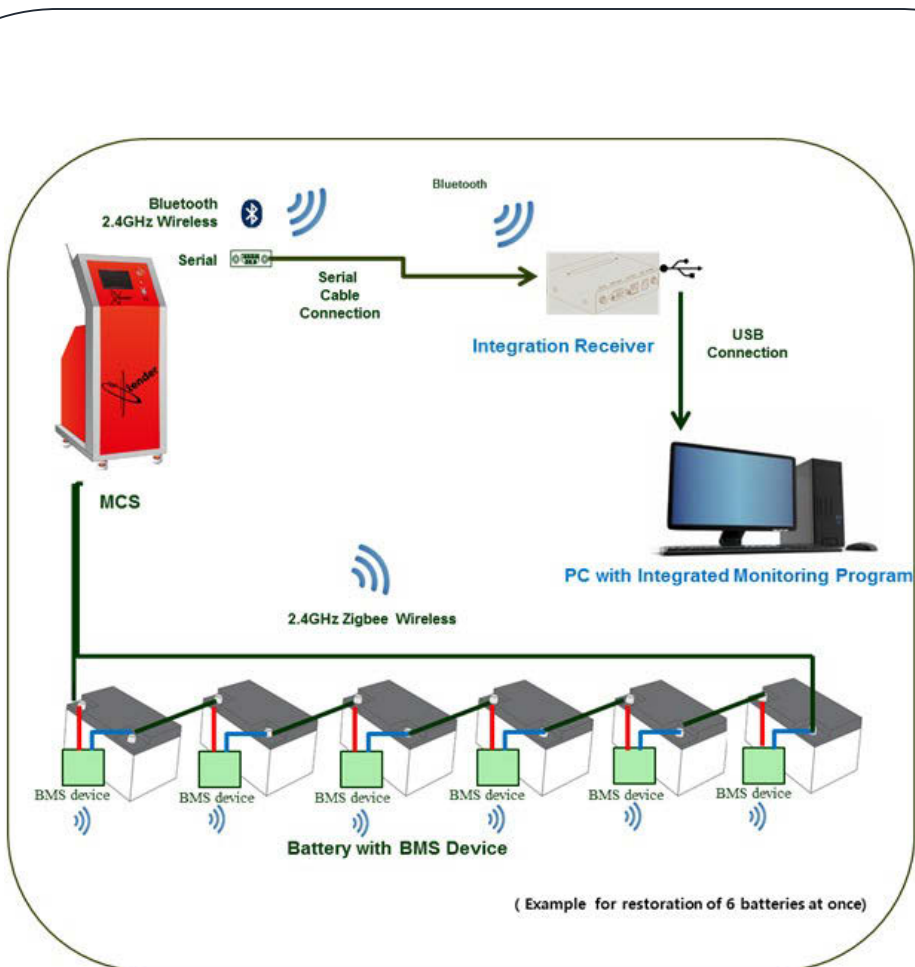 Bluetooth
2.4GHz Wireless
Bluetooth
Serial
Serial
Cable
Connection
Integration Receiver
USB
Connection
Xtender
MCS
PC with Integrated Monitoring Program
2.4GHz Zigbee Wireless
BMS device
BMS device
BMS device
BMS device
BMS device
BMS device
Battery with BMS Device
( Example for restoration of 6 batteries at once)